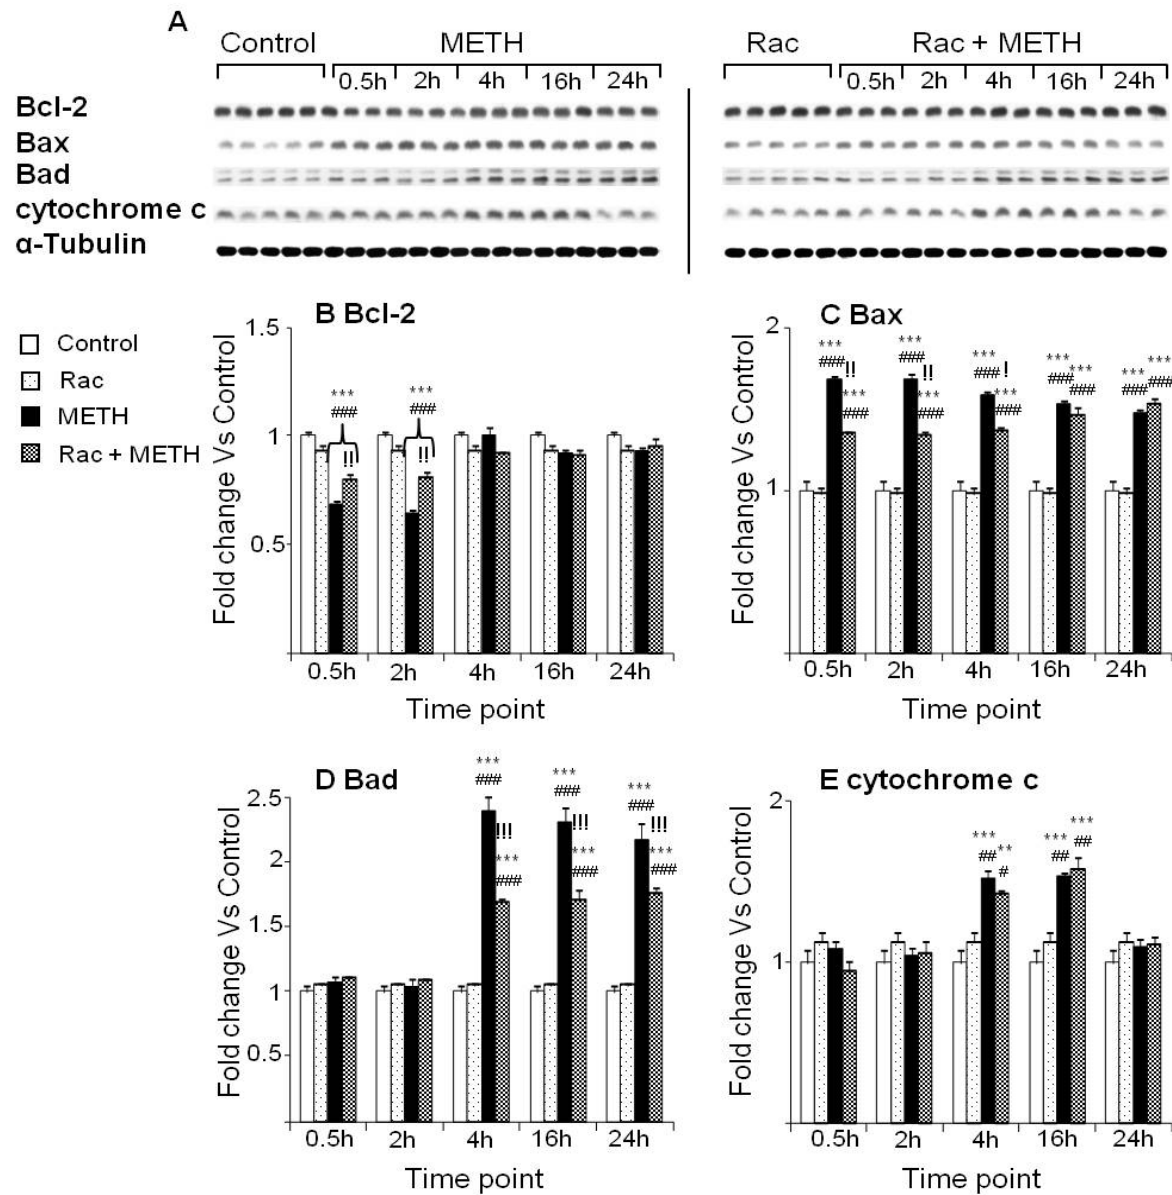 A
Control METH Rac Rac + METH
0.5h 2h 4h 16h 24h 0.5h 2h 4h 16h 24h
Bcl-2
Bax
Bad
cytochrome c
α-Tubulin
Control
Rac
METH
Rac + METH
B Bcl-2
Fold change Vs Control
1.5
1
0.5
***
###
!!
***
###
!!
0.5h 2h 4h 16h 24h
Time point
C Bax
Fold change Vs Control
2
1
***
###
!!
***
###
***
###
!!
***
###
***
###
!
***
###
***
###
***
###
***
###
***
###
0.5h 2h 4h 16h 24h
Time point
D Bad
Fold change Vs Control
2.5
2
1.5
1
0.5
***
###
!!!
***
###
***
###
!!!
***
###
***
###
!!!
***
###
0.5h 2h 4h 16h 24h
Time point
E cytochrome c
Fold change Vs Control
2
1
***
##
**
#
***
##
***
##
0.5h 2h 4h 16h 24h
Time point